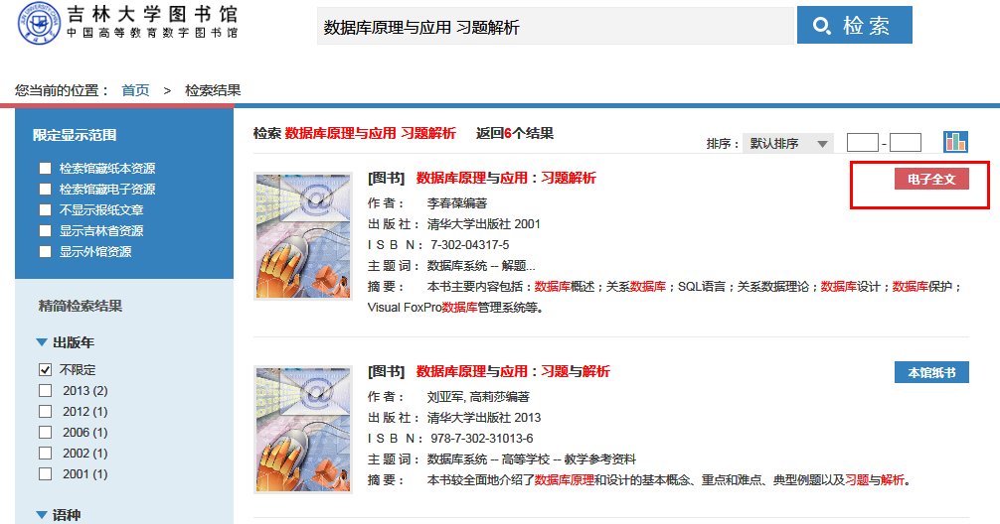 吉林大学图书馆
中国高等教育数字图书馆
数据库原理与应用 习题解析
检索
您当前的位置： 首页 > 检索结果
限定显示范围
检索馆藏纸本资源
检索馆藏电子资源
不显示报纸文章
显示吉林省资源
显示外馆资源
精简检索结果
出版年
不限定
2013 (2)
2012 (1)
2006 (1)
2002 (1)
2001 (1)
语种
检索 数据库原理与应用 习题解析 返回6个结果
排序： 默认排序 -
[图书] 数据库原理与应用：习题解析
电子全文
作者： 李春葆编著
出版社： 清华大学出版社 2001
ISBN： 7-302-04317-5
主题词： 数据库系统 -- 解题...
摘要： 本书主要内容包括：数据库概述；关系数据库；SQL语言；关系数据理论；数据库设计；数据库保护；
Visual FoxPro数据库管理系统等。
[图书] 数据库原理与应用：习题与解析
本馆纸书
作者： 刘亚军, 高莉莎编著
出版社： 清华大学出版社 2013
ISBN： 978-7-302-31013-6
主题词： 数据库系统 -- 高等学校 -- 教学参考资料
摘要： 本书较全面地介绍了数据库原理和设计的基本概念、重点和难点、典型例题以及习题与解析。